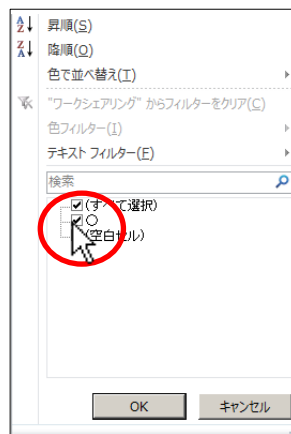 昇順(S)
降順(O)
色で並べ替え(T)
"ワークシェアリング" からフィルターをクリア(C)
色フィルター(I)
テキスト フィルター(F)
検索
(すべて選択)
○
(空白セル)
OK
キャンセル